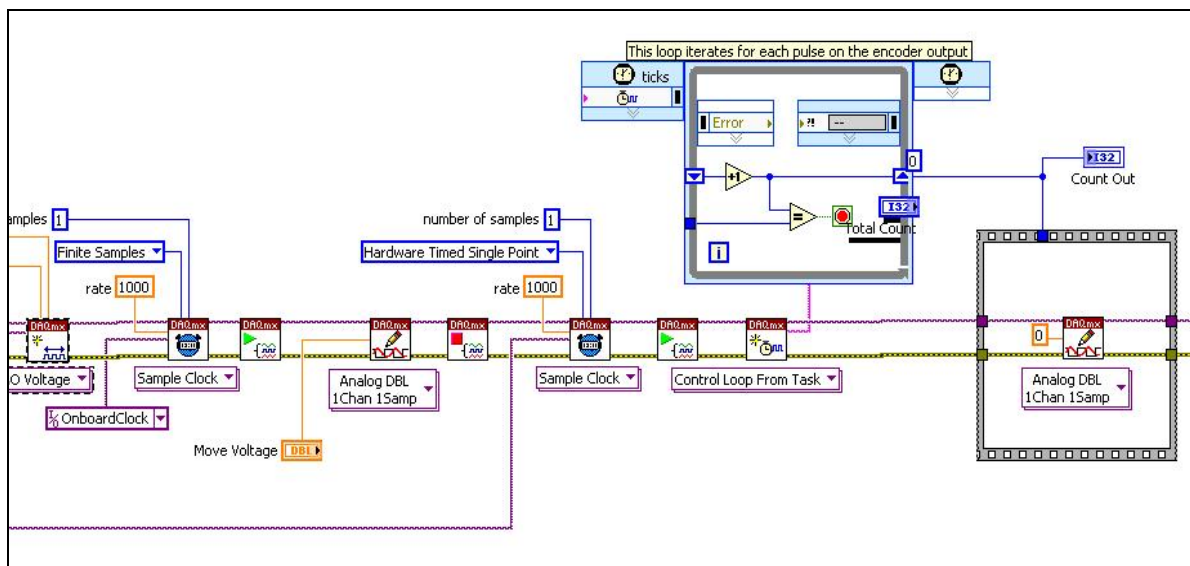 This loop iterates for each pulse on the encoder output
ticks
Error
?! --
0
+1
I32
Count Out
=
I32
Total Count
i
amples 1
number of samples 1
Finite Samples
Hardware Timed Single Point
rate 1000
rate 1000
DAQmx
DAQmx
DAQmx
DAQmx
DAQmx
DAQmx
DAQmx
DAQmx
0
DAQmx
O Voltage
Sample Clock
Analog DBL
1Chan 1Samp
Sample Clock
Control Loop From Task
Analog DBL
1Chan 1Samp
I/O OnboardClock
Move Voltage DBL